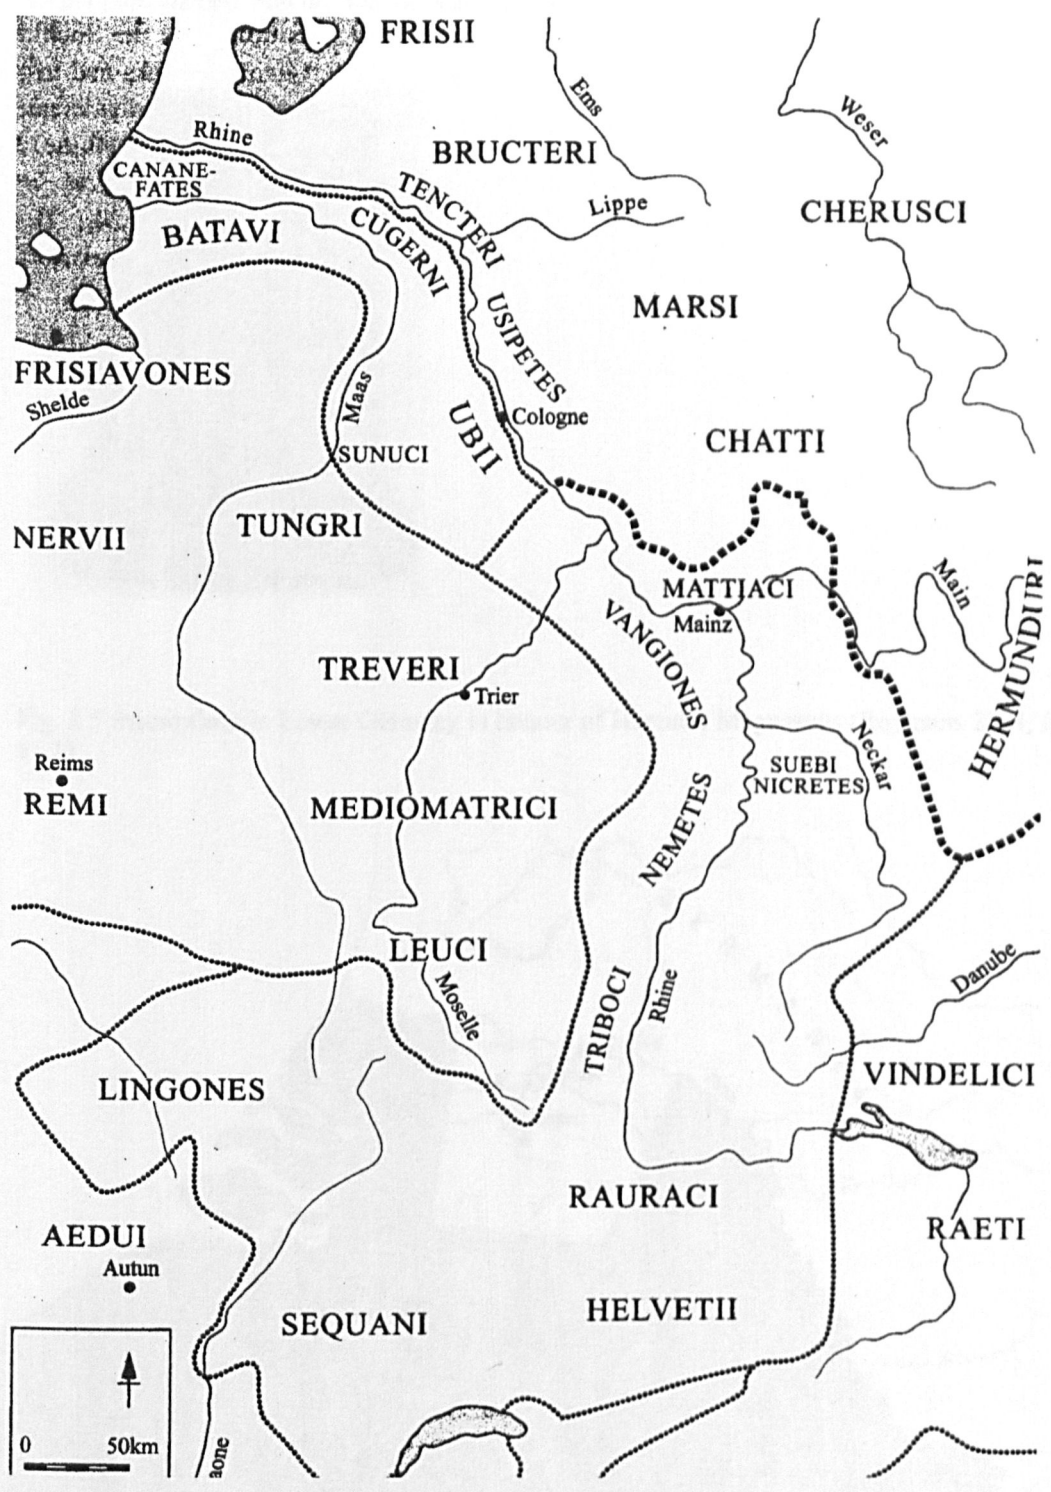 FRISII
Ems
Weser
Rhine
BRUCTERI
CANANE-
FATES
TENCTERI
Lippe
CHERUSCI
BATAVI
CUGERNI
MARSI
USIPETES
FRISIAVONES
Shelde
Maas
Cologne
UBII
CHATTI
SUNUCI
TUNGRI
NERVII
MATTIACI
Main
Mainz
VANGIONES
HERMUNDURI
TREVERI
Trier
Neckar
Reims
REMI
SUEBI
NICRETES
MEDIOMATRICI
NEMETES
LEUCI
Moselle
TRIBOCI
Rhine
Danube
LINGONES
VINDELICI
RAURACI
AEDUI
Autun
RAETI
SEQUANI
HELVETII
0 50km
aone